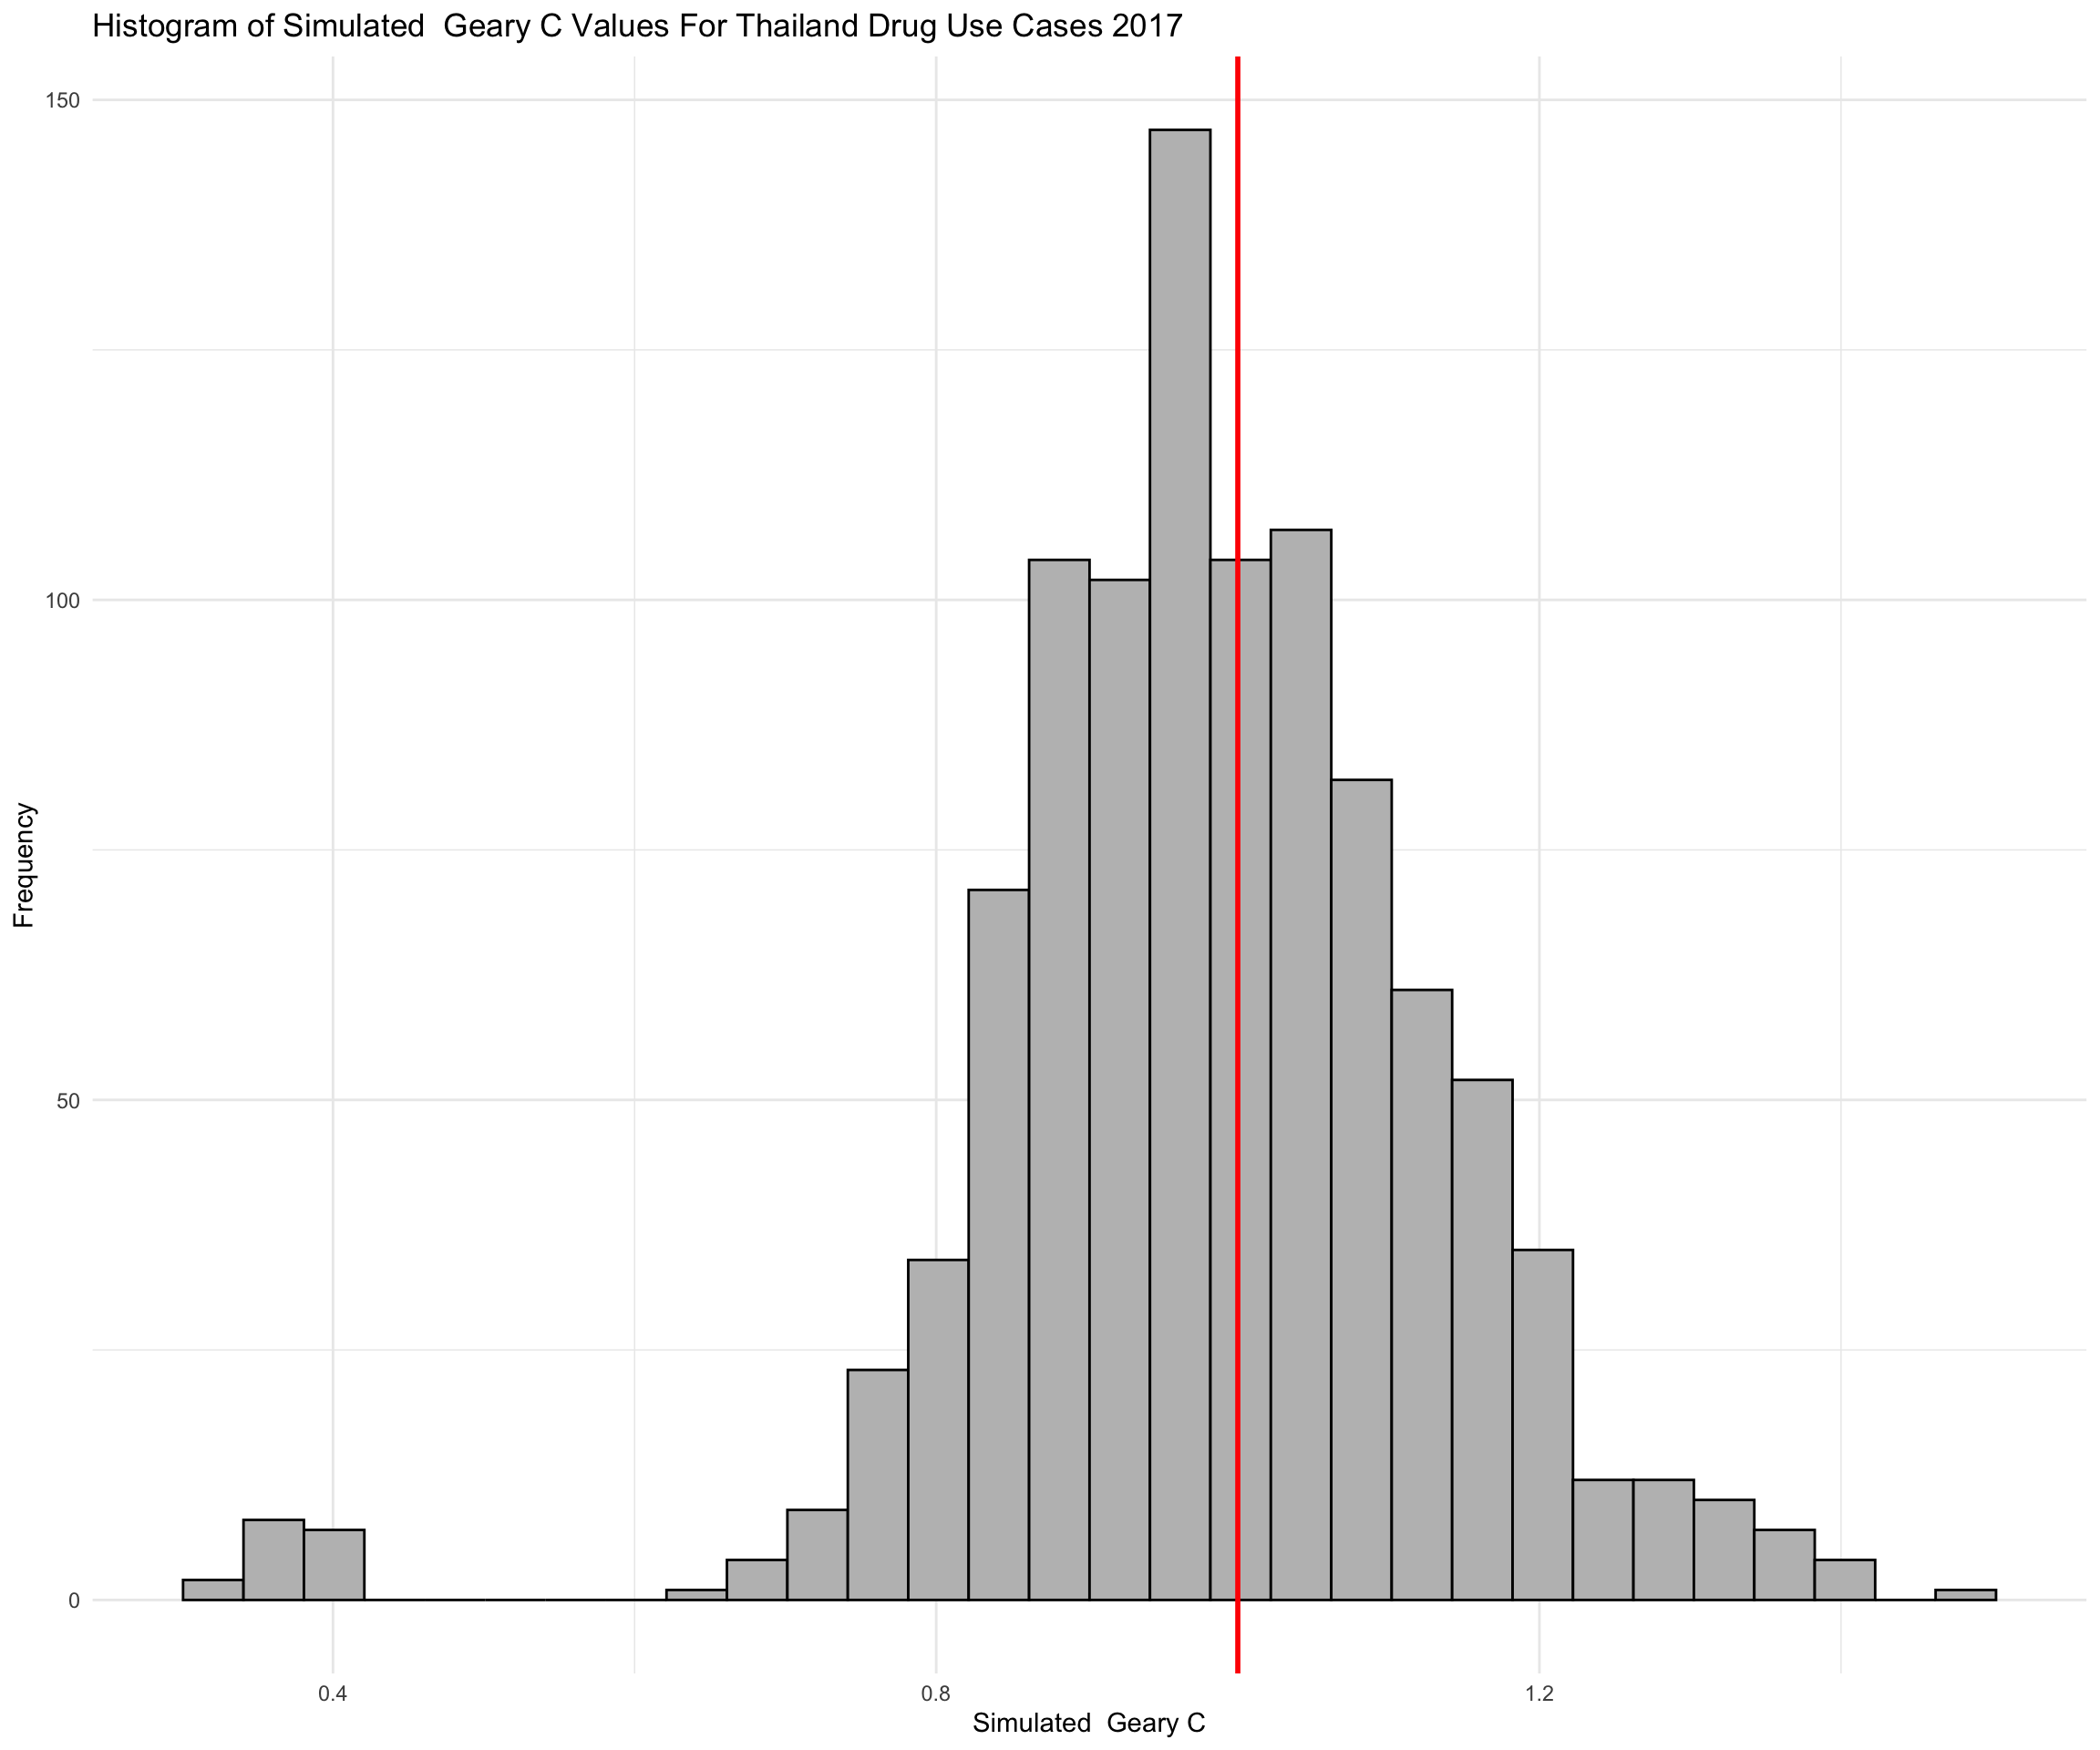 Histogram of Simulated  Geary C Values For Thailand Drug Use Cases 2017
150
100
50
0
Frequency
0.4
0.8
1.2
Simulated  Geary C